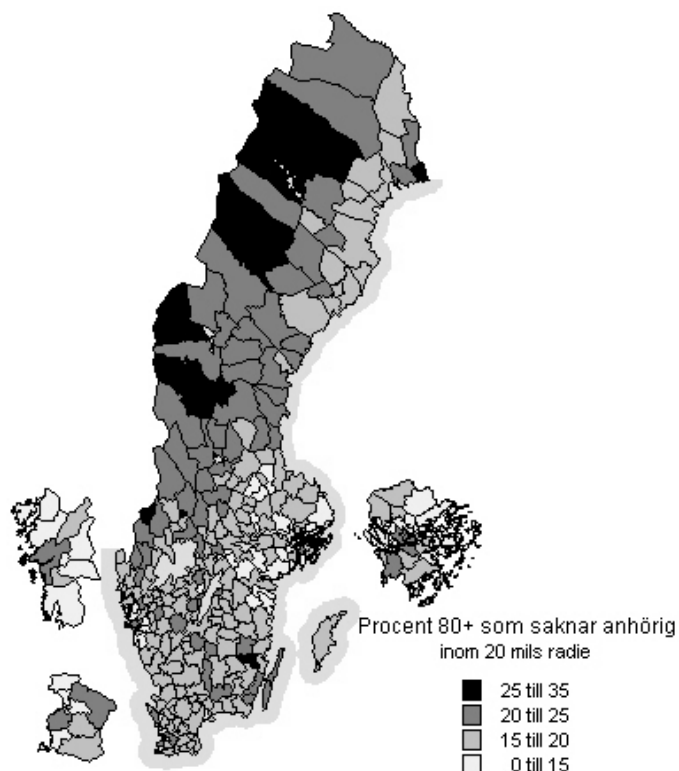 Procent 80+ som saknar anhörig
inom 20 mils radie
25 till 35
20 till 25
15 till 20
0 till 15